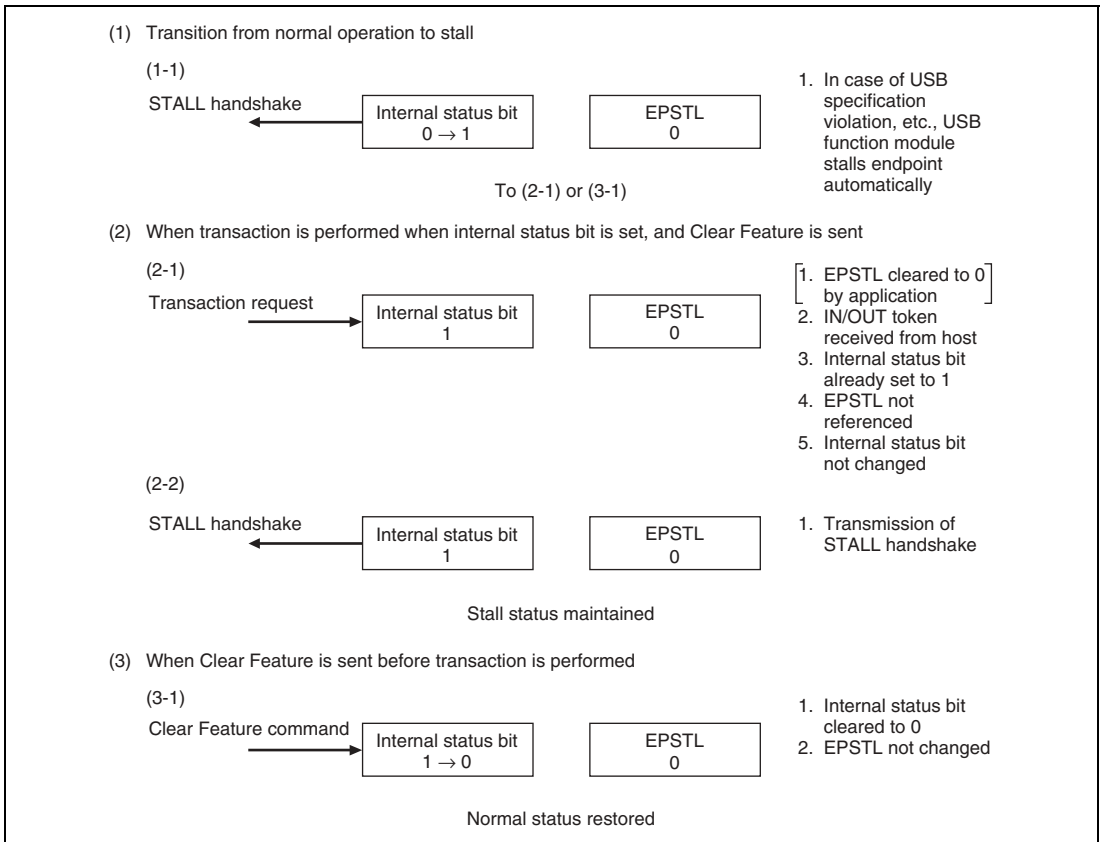 (1) Transition from normal operation to stall
(1-1)
STALL handshake
Internal status bit
0 → 1
EPSTL
0
1. In case of USB
specification
violation, etc., USB
function module
stalls endpoint
automatically
To (2-1) or (3-1)
(2) When transaction is performed when internal status bit is set, and Clear Feature is sent
(2-1)
Transaction request
Internal status bit
1
EPSTL
0
1. EPSTL cleared to 0
by application
2. IN/OUT token
received from host
3. Internal status bit
already set to 1
4. EPSTL not
referenced
5. Internal status bit
not changed
(2-2)
STALL handshake
Internal status bit
1
EPSTL
0
1. Transmission of
STALL handshake
Stall status maintained
(3) When Clear Feature is sent before transaction is performed
(3-1)
Clear Feature command
Internal status bit
1 → 0
EPSTL
0
1. Internal status bit
cleared to 0
2. EPSTL not changed
Normal status restored